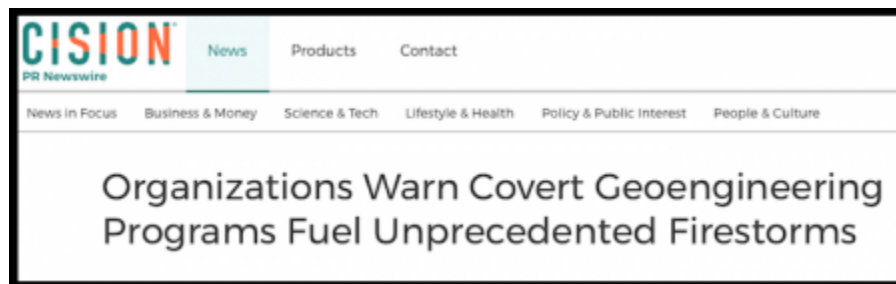 CISION
PR Newswire
News Products Contact
News in Focus Business & Money Science & Tech Lifestyle & Health Policy & Public Interest People & Culture
Organizations Warn Covert Geoengineering
Programs Fuel Unprecedented Firestorms